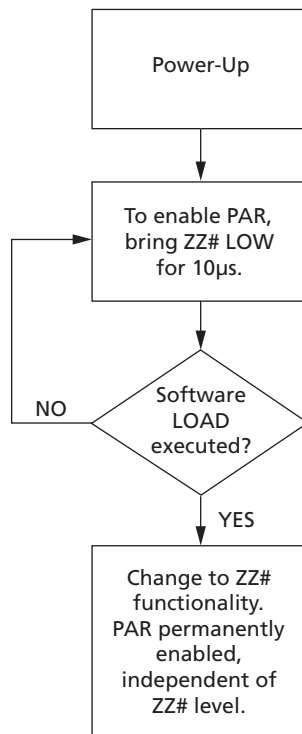 Power-Up
To enable PAR,
bring ZZ# LOW
for 10µs.
Software
LOAD
executed?
NO
YES
Change to ZZ#
functionality.
PAR permanently
enabled,
independent of
ZZ# level.